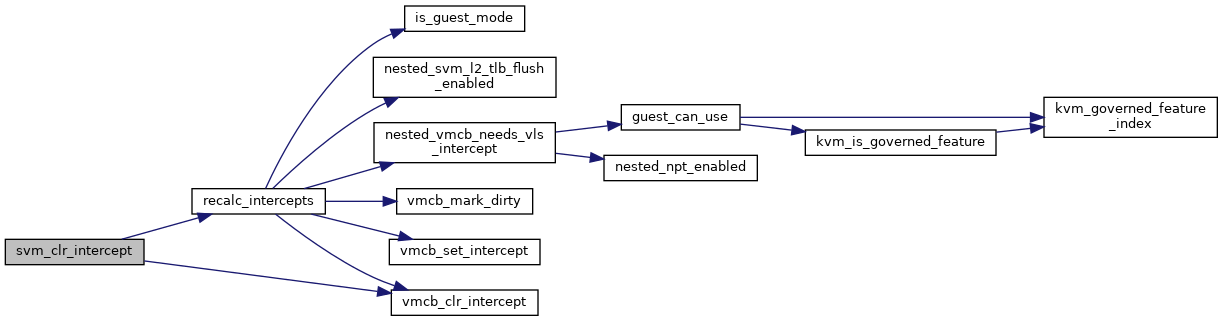 is_guest_mode
nested_svm_l2_tlb_flush
_enabled
nested_vmcb_needs_vls
_intercept
guest_can_use
kvm_governed_feature
_index
kvm_is_governed_feature
nested_npt_enabled
recalc_intercepts
vmcb_mark_dirty
svm_clr_intercept
vmcb_set_intercept
vmcb_clr_intercept